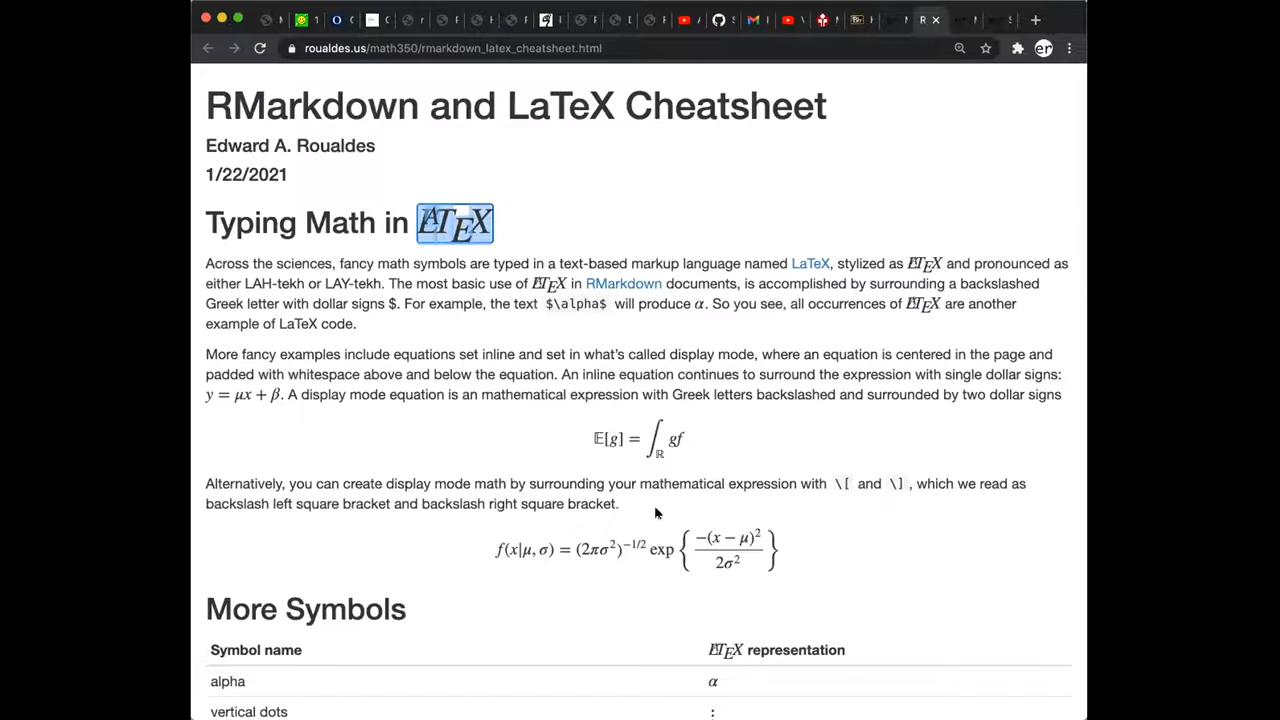 roualdes.us/math350/rmarkdown_latex_cheatsheet.html
RMarkdown and LaTeX Cheatsheet
Edward A. Roualdes
1/22/2021
Typing Math in LATEX
Across the sciences, fancy math symbols are typed in a text-based markup language named LaTeX, stylized as LATEX and pronounced as
either LAH-tekh or LAY-tekh. The most basic use of LATEX in RMarkdown documents, is accomplished by surrounding a backslashed
Greek letter with dollar signs $. For example, the text $\alpha$ will produce α. So you see, all occurrences of LATEX are another
example of LaTeX code.
More fancy examples include equations set inline and set in what's called display mode, where an equation is centered in the page and
padded with whitespace above and below the equation. An inline equation continues to surround the expression with single dollar signs:
y = μx + β. A display mode equation is an mathematical expression with Greek letters backslashed and surrounded by two dollar signs
𝔼[g] = ∫ℝ gf
Alternatively, you can create display mode math by surrounding your mathematical expression with \[ and \], which we read as
backslash left square bracket and backslash right square bracket.
f(x|μ, σ) = (2πσ²)^−1/2 exp { −(x − μ)² / 2σ² }
More Symbols
Symbol name LATEX representation
alpha α
vertical dots ⋮